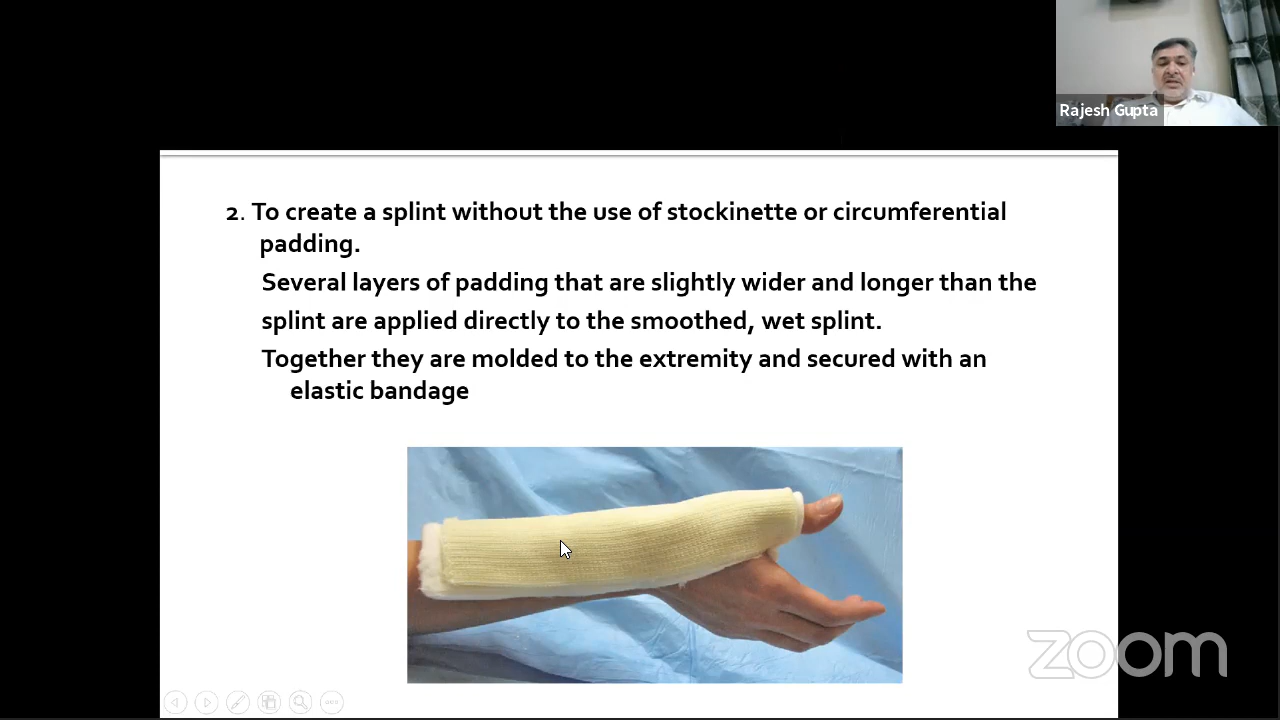 Rajesh Gupta
2. To create a splint without the use of stockinette or circumferential
padding.
Several layers of padding that are slightly wider and longer than the
splint are applied directly to the smoothed, wet splint.
Together they are molded to the extremity and secured with an
elastic bandage
zoom